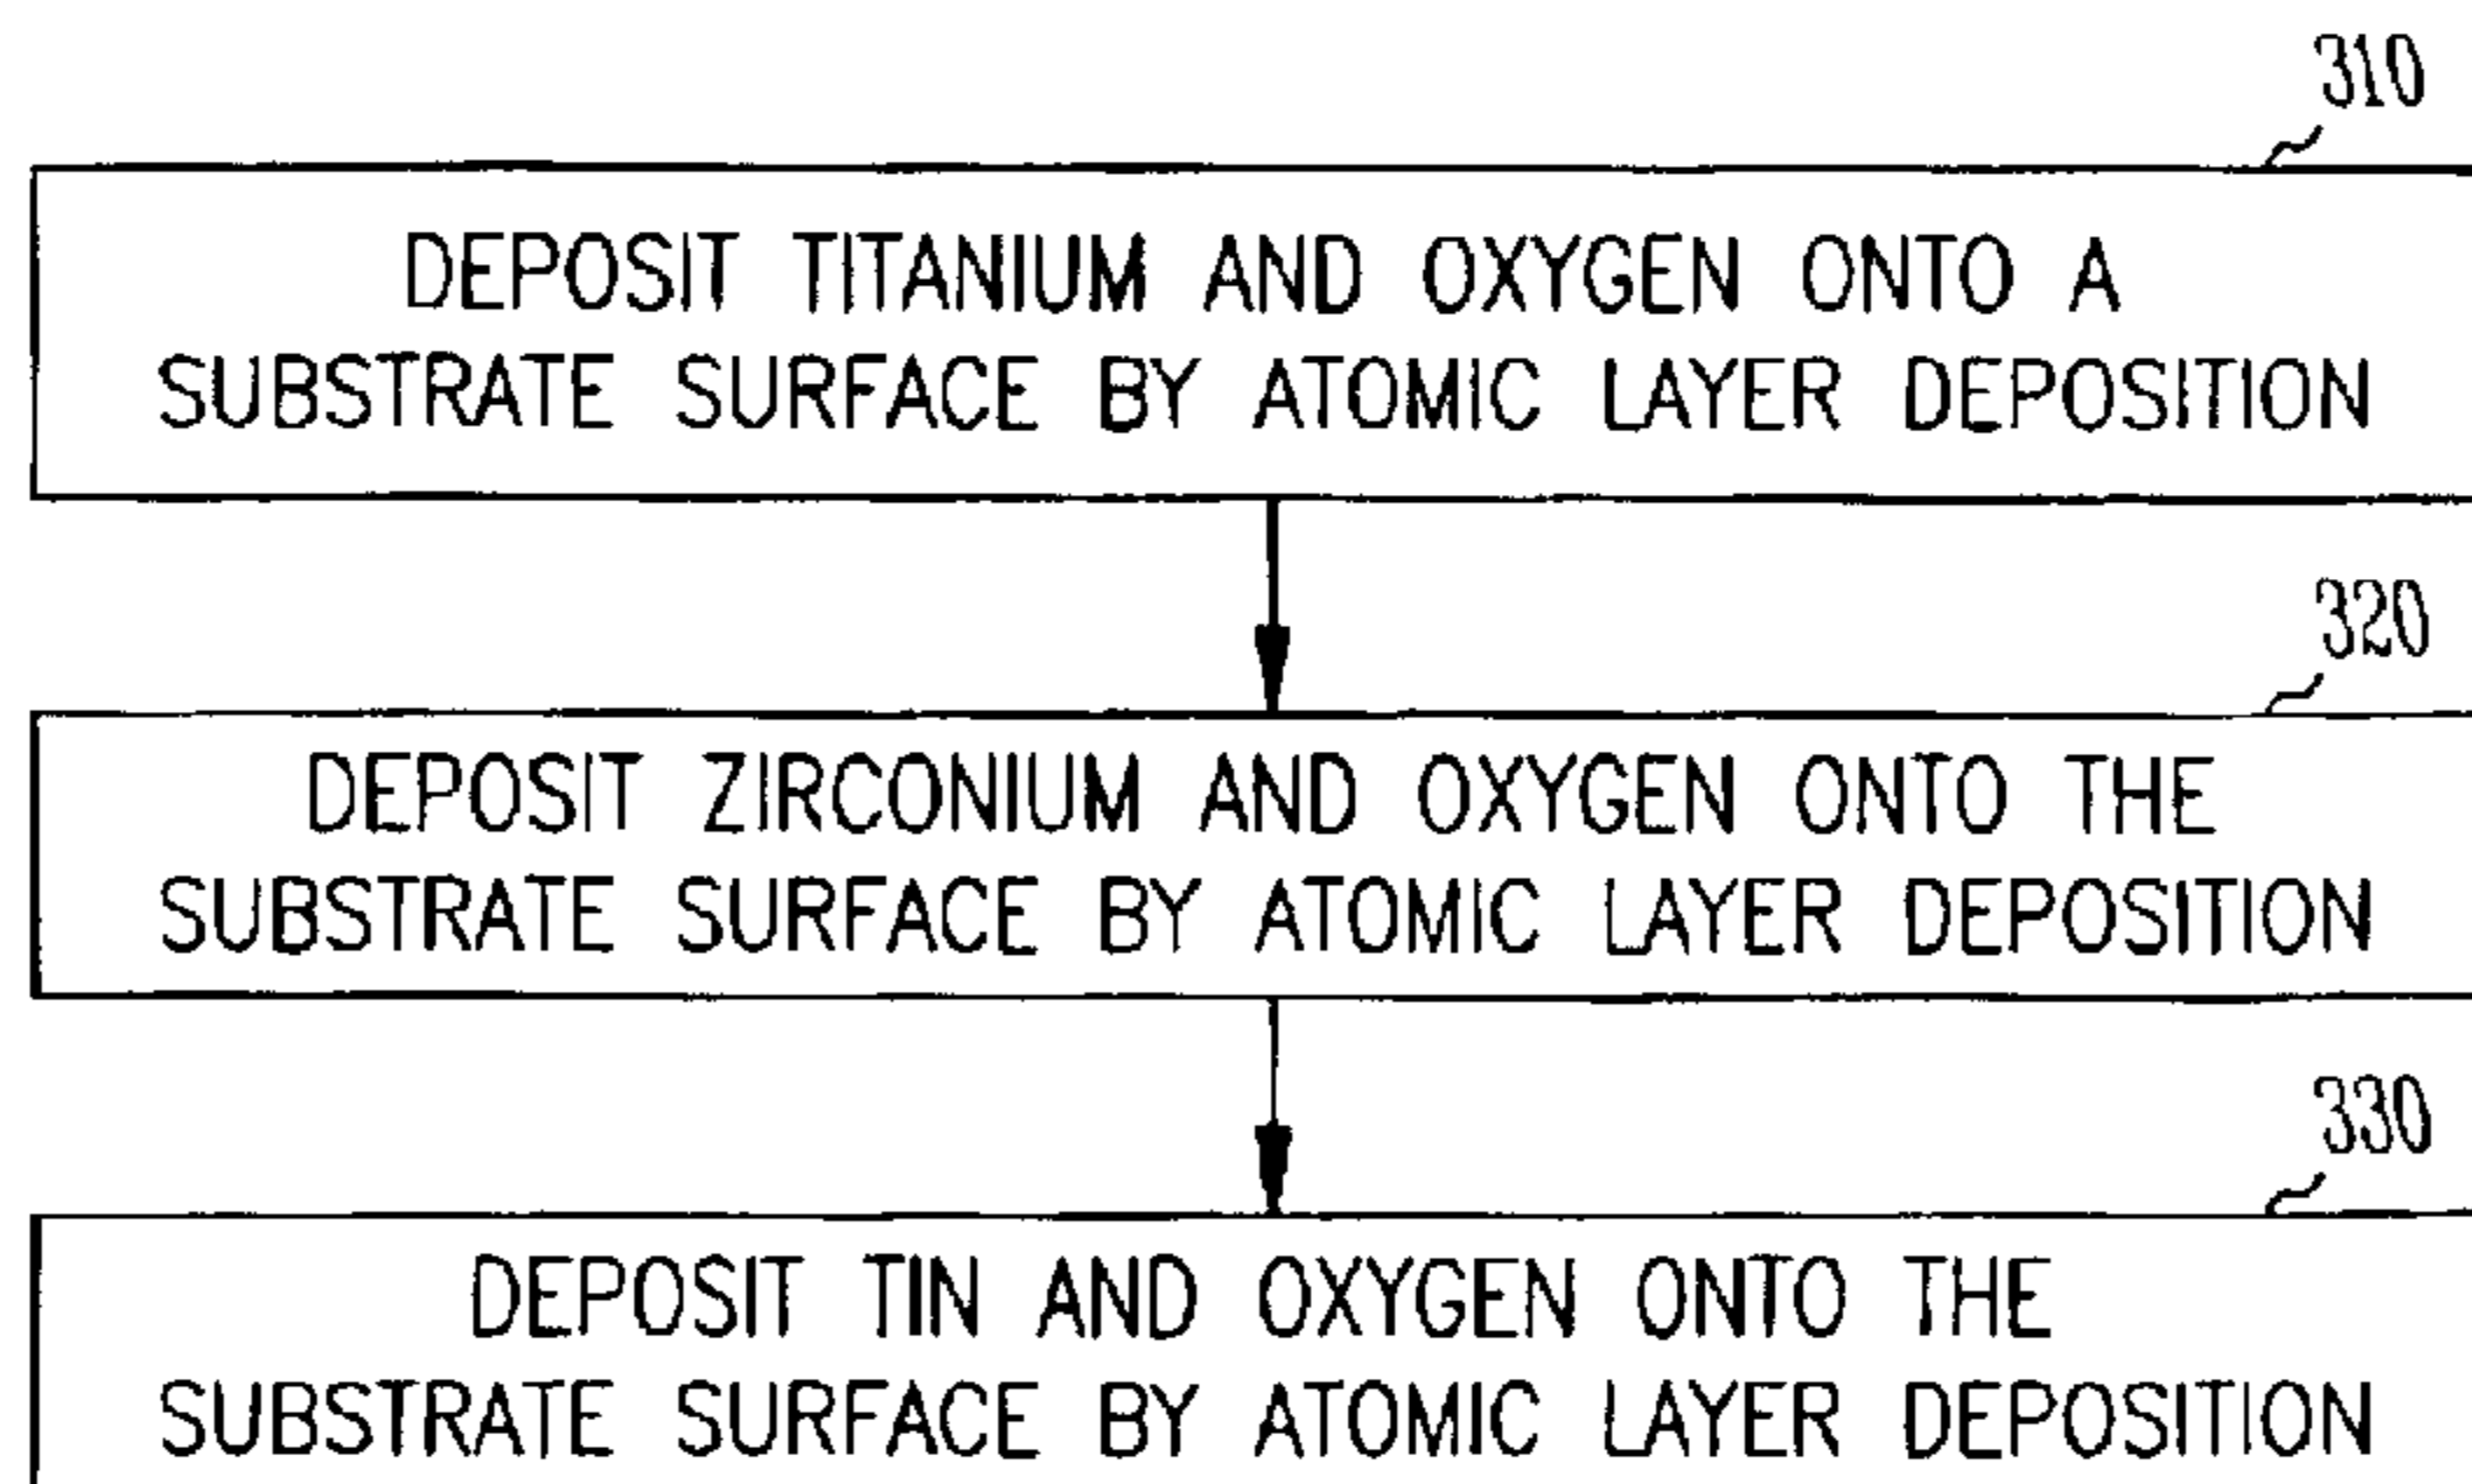 310
DEPOSIT TITANIUM AND OXYGEN ONTO A
SUBSTRATE SURFACE BY ATOMIC LAYER DEPOSITION
320
DEPOSIT ZIRCONIUM AND OXYGEN ONTO THE
SUBSTRATE SURFACE BY ATOMIC LAYER DEPOSITION
330
DEPOSIT TIN AND OXYGEN ONTO THE
SUBSTRATE SURFACE BY ATOMIC LAYER DEPOSITION